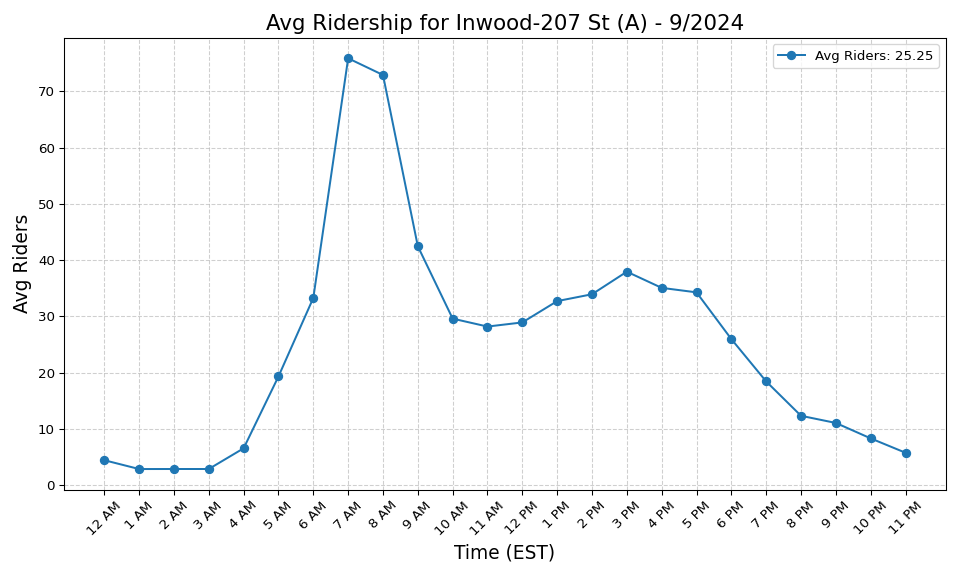 Avg Ridership for Inwood-207 St (A) - 9/2024
Avg Riders: 25.25
Avg Riders
70
60
50
40
30
20
10
0
12 AM
1 AM
2 AM
3 AM
4 AM
5 AM
6 AM
7 AM
8 AM
9 AM
10 AM
11 AM
12 PM
1 PM
2 PM
3 PM
4 PM
5 PM
6 PM
7 PM
8 PM
9 PM
10 PM
11 PM
Time (EST)